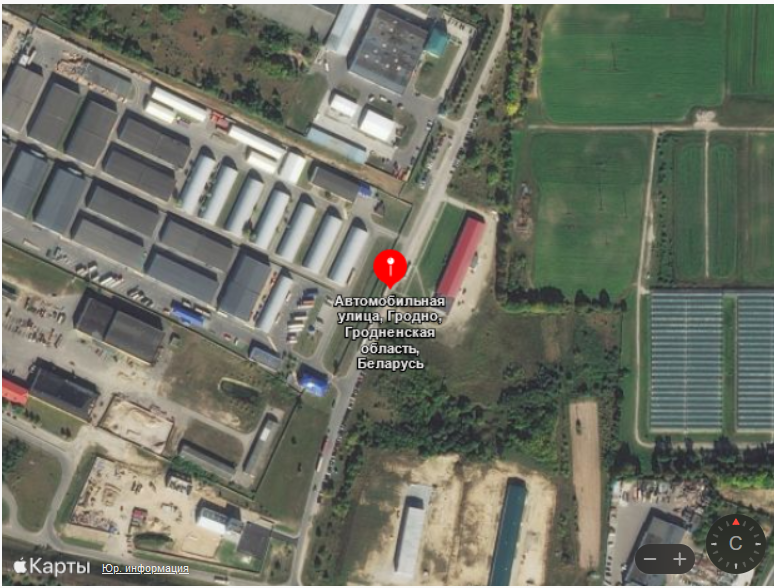 Автомобильная
улица, Гродно,
Гродненская
область,
Беларусь
С
Карты Юр. информация